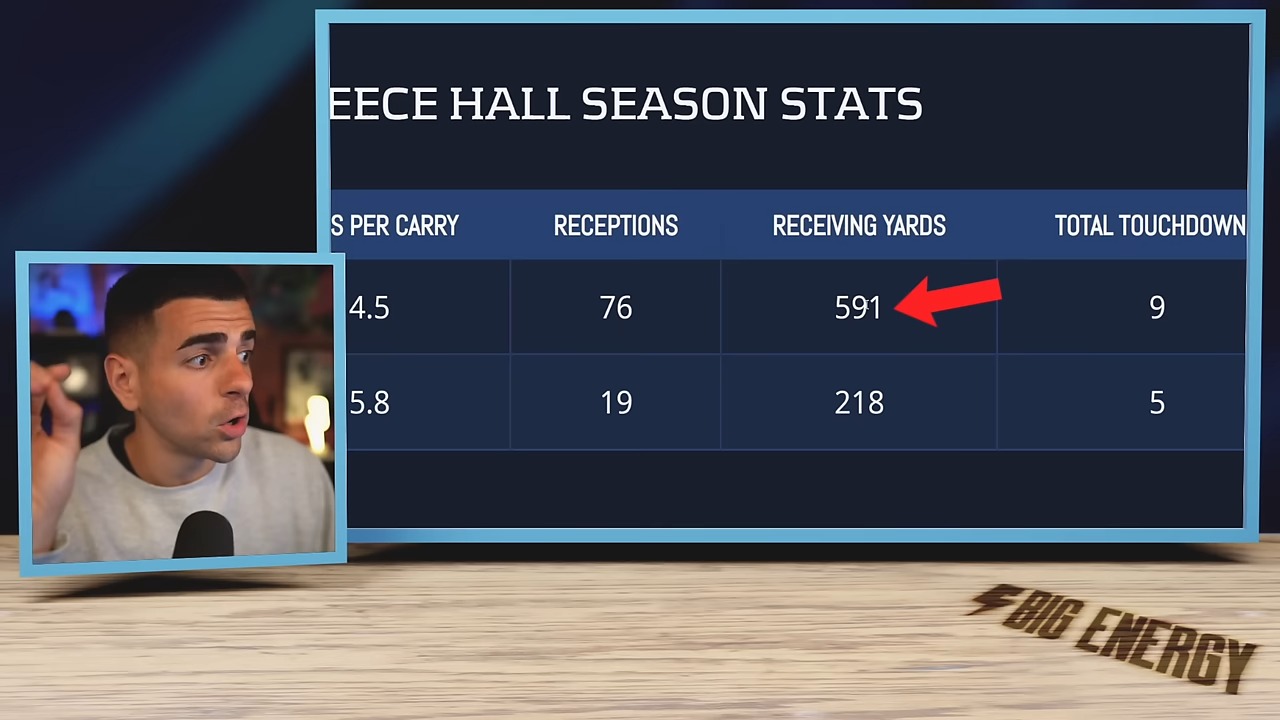 EECE HALL SEASON STATS
S PER CARRY RECEPTIONS RECEIVING YARDS TOTAL TOUCHDOWN
4.5 76 591 9
5.8 19 218 5
BIG ENERGY